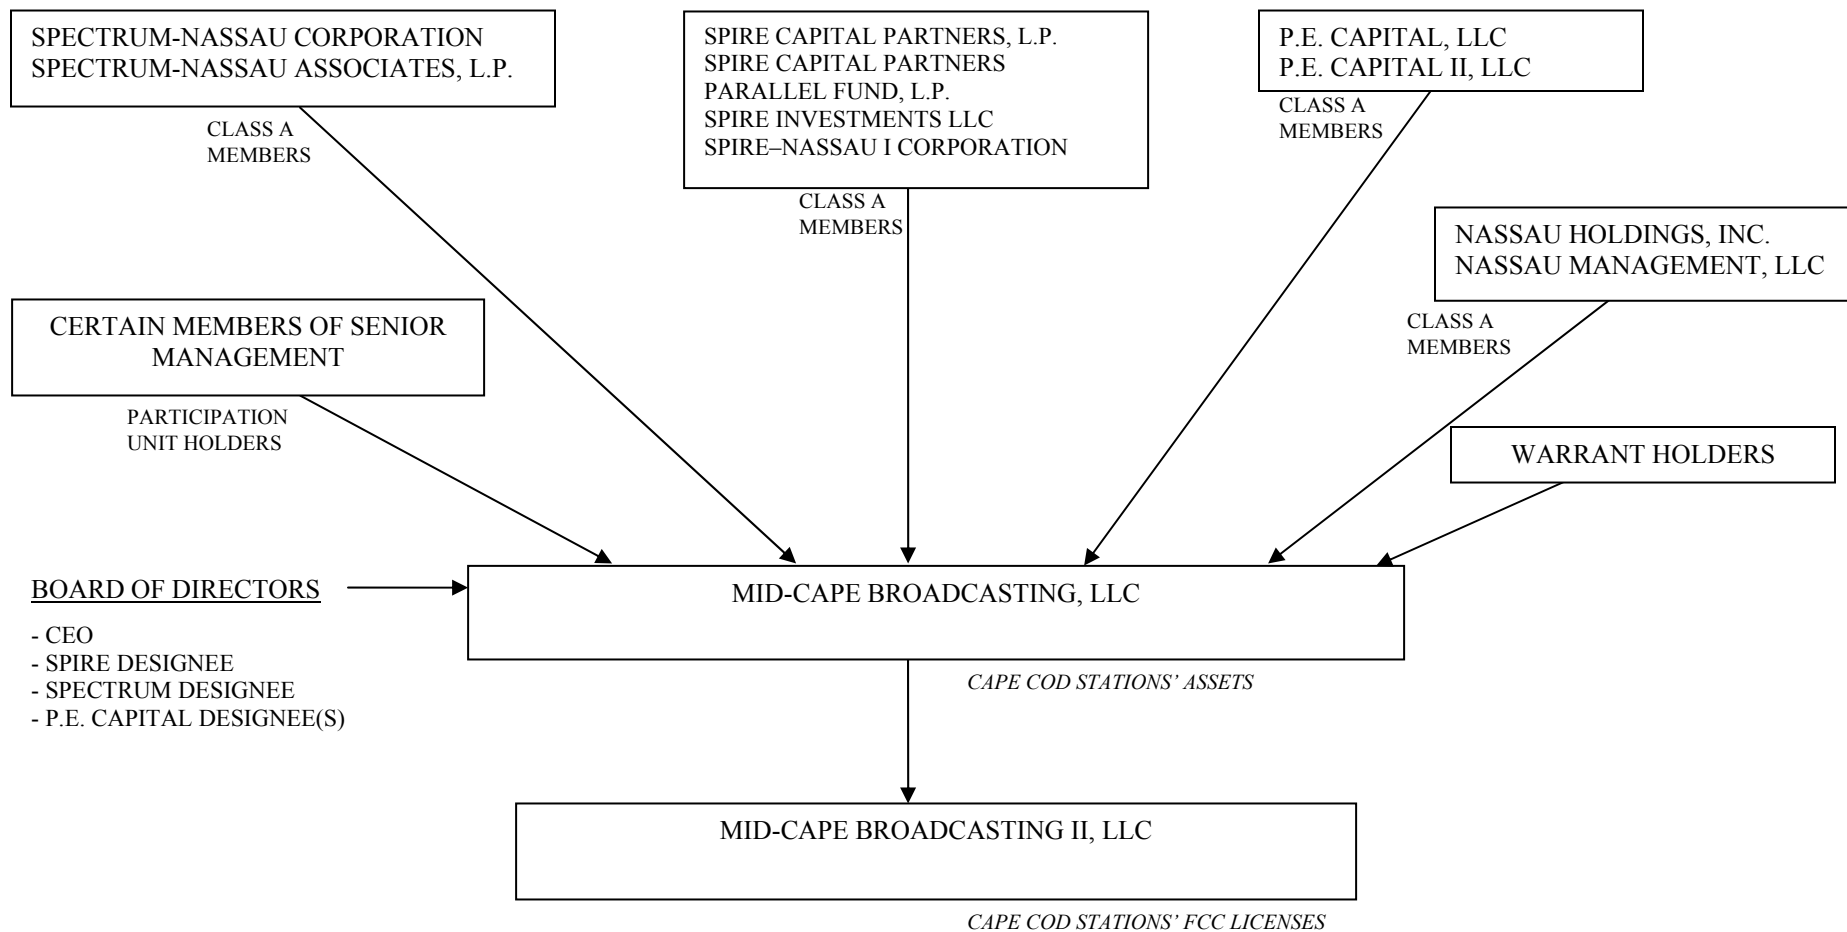 SPECTRUM-NASSAU CORPORATION
SPECTRUM-NASSAU ASSOCIATES, L.P.
CLASS A
MEMBERS
SPIRE CAPITAL PARTNERS, L.P.
SPIRE CAPITAL PARTNERS
PARALLEL FUND, L.P.
SPIRE INVESTMENTS LLC
SPIRE–NASSAU I CORPORATION
CLASS A
MEMBERS
P.E. CAPITAL, LLC
P.E. CAPITAL II, LLC
CLASS A
MEMBERS
NASSAU HOLDINGS, INC.
NASSAU MANAGEMENT, LLC
CLASS A
MEMBERS
CERTAIN MEMBERS OF SENIOR
MANAGEMENT
PARTICIPATION
UNIT HOLDERS
WARRANT HOLDERS
BOARD OF DIRECTORS
- CEO
- SPIRE DESIGNEE
- SPECTRUM DESIGNEE
- P.E. CAPITAL DESIGNEE(S)
MID-CAPE BROADCASTING, LLC
CAPE COD STATIONS’ ASSETS
MID-CAPE BROADCASTING II, LLC
CAPE COD STATIONS’ FCC LICENSES